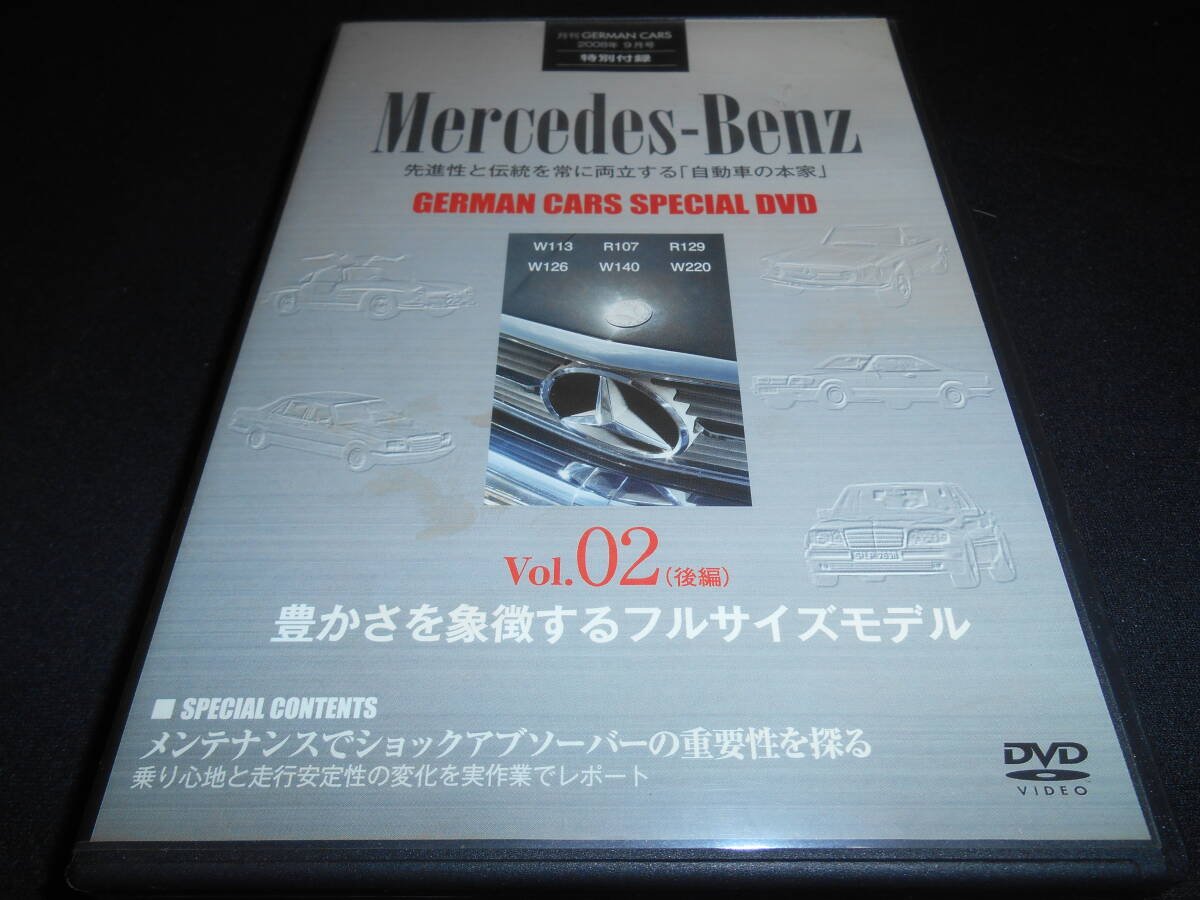 月刊 GERMAN CARS
2008年 9月号
特別付録
Mercedes-Benz
先進性と伝統を常に両立する「自動車の本家」
GERMAN CARS SPECIAL DVD
W113 R107 R129
W126 W140 W220
Vol.02(後編)
豊かさを象徴するフルサイズモデル
■ SPECIAL CONTENTS
メンテナンスでショックアブソーバーの重要性を探る
乗り心地と走行安定性の変化を実作業でレポート
DVD
VIDEO